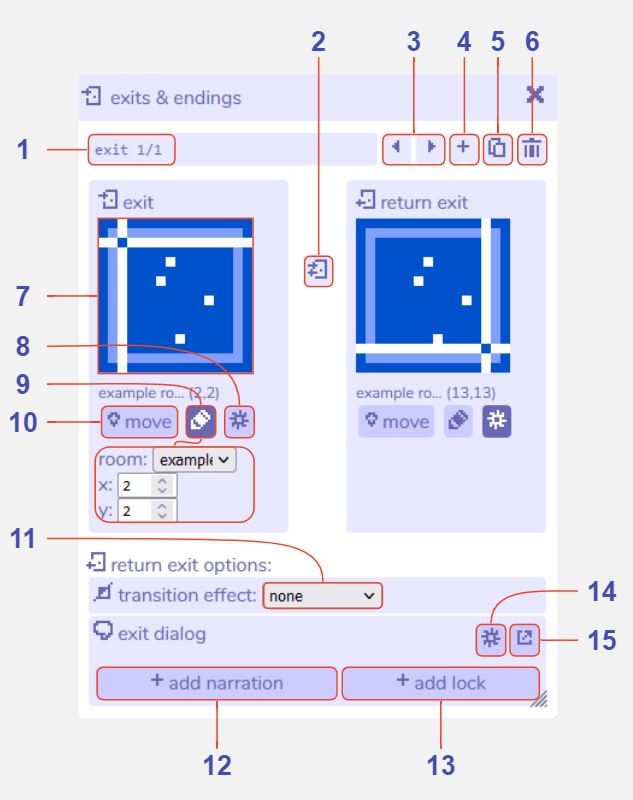 2 3 4 5 6
exits & endings
1 exit 1/1
exit return exit
7
8
9 example ro... (2,2) example ro... (13,13)
10 move move
room: example
x: 2
y: 2
11
return exit options:
transition effect: none
14
exit dialog
15
+ add narration + add lock
12 13